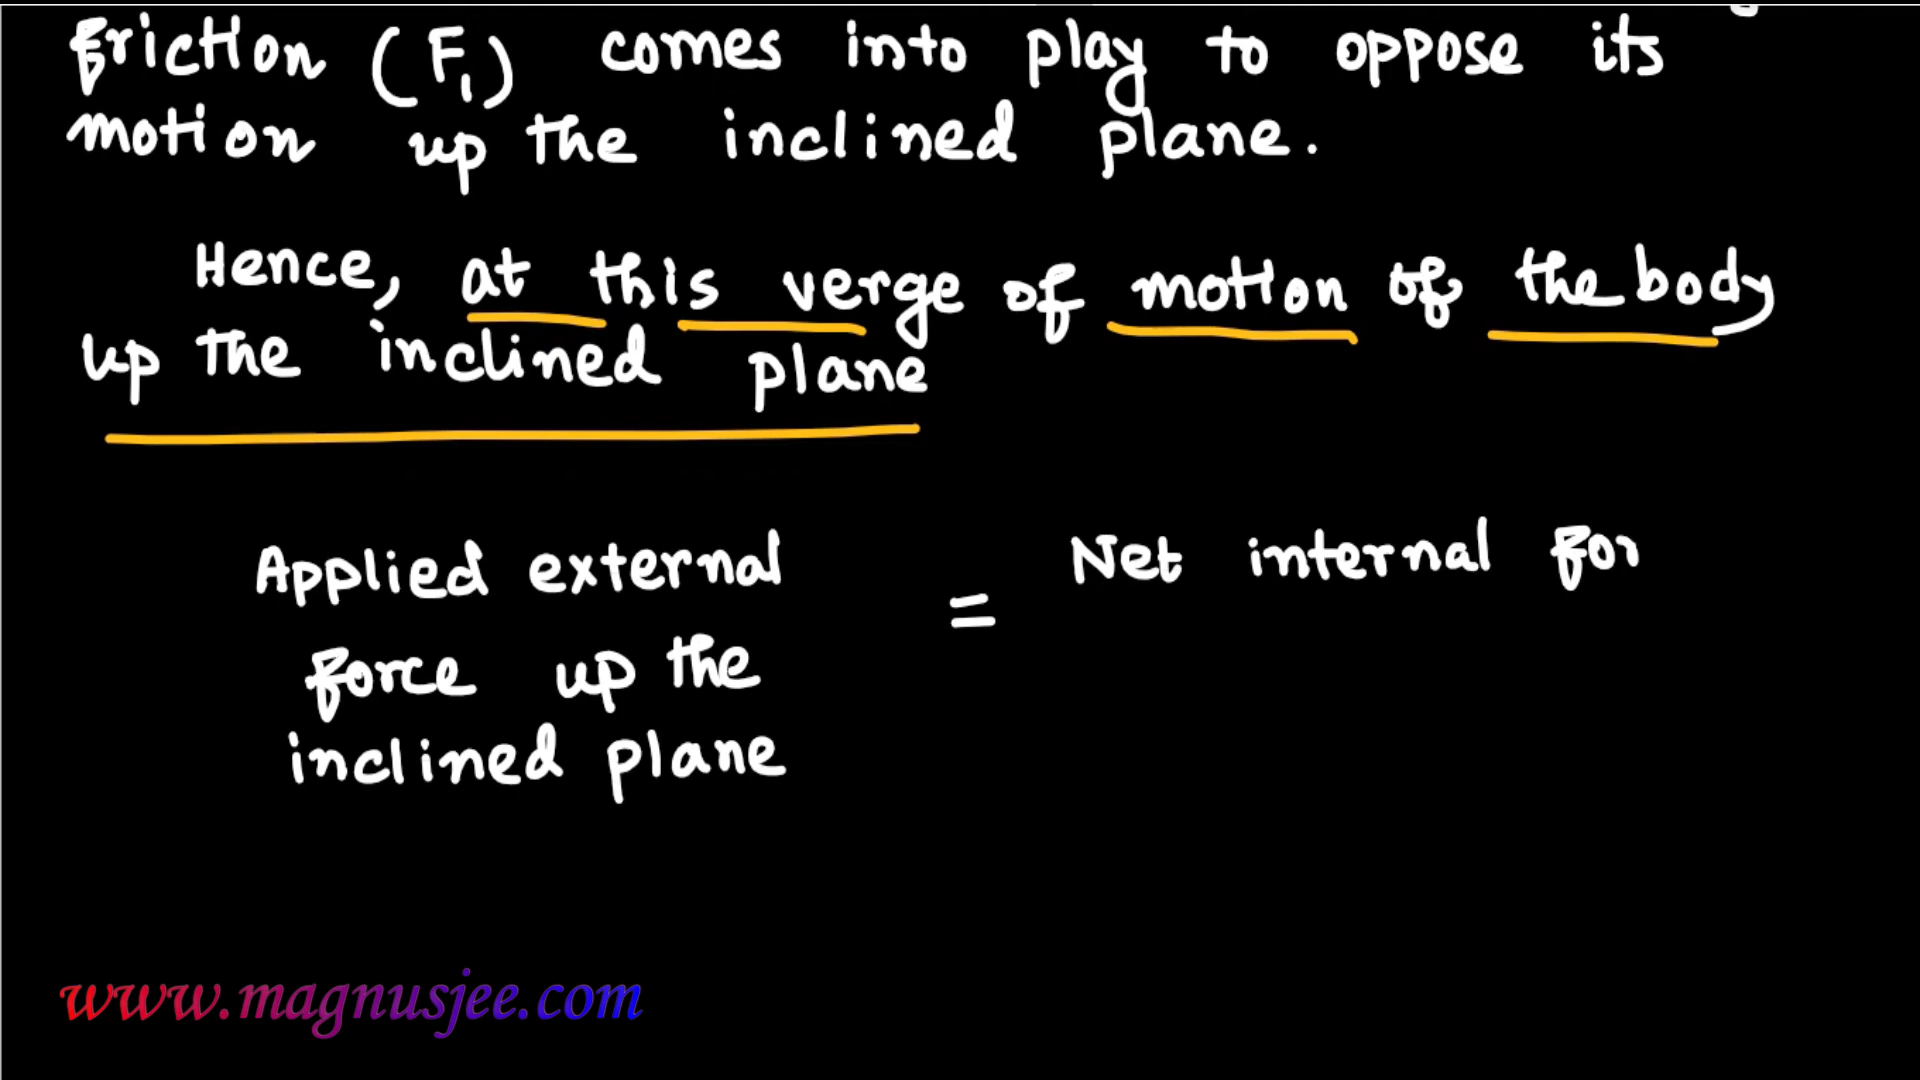 friction (F1) comes into play to oppose its
motion up the inclined plane.
Hence, at this verge of motion of the body
up the inclined plane
Applied external = Net internal for
force up the
inclined plane
www.magnusjee.com